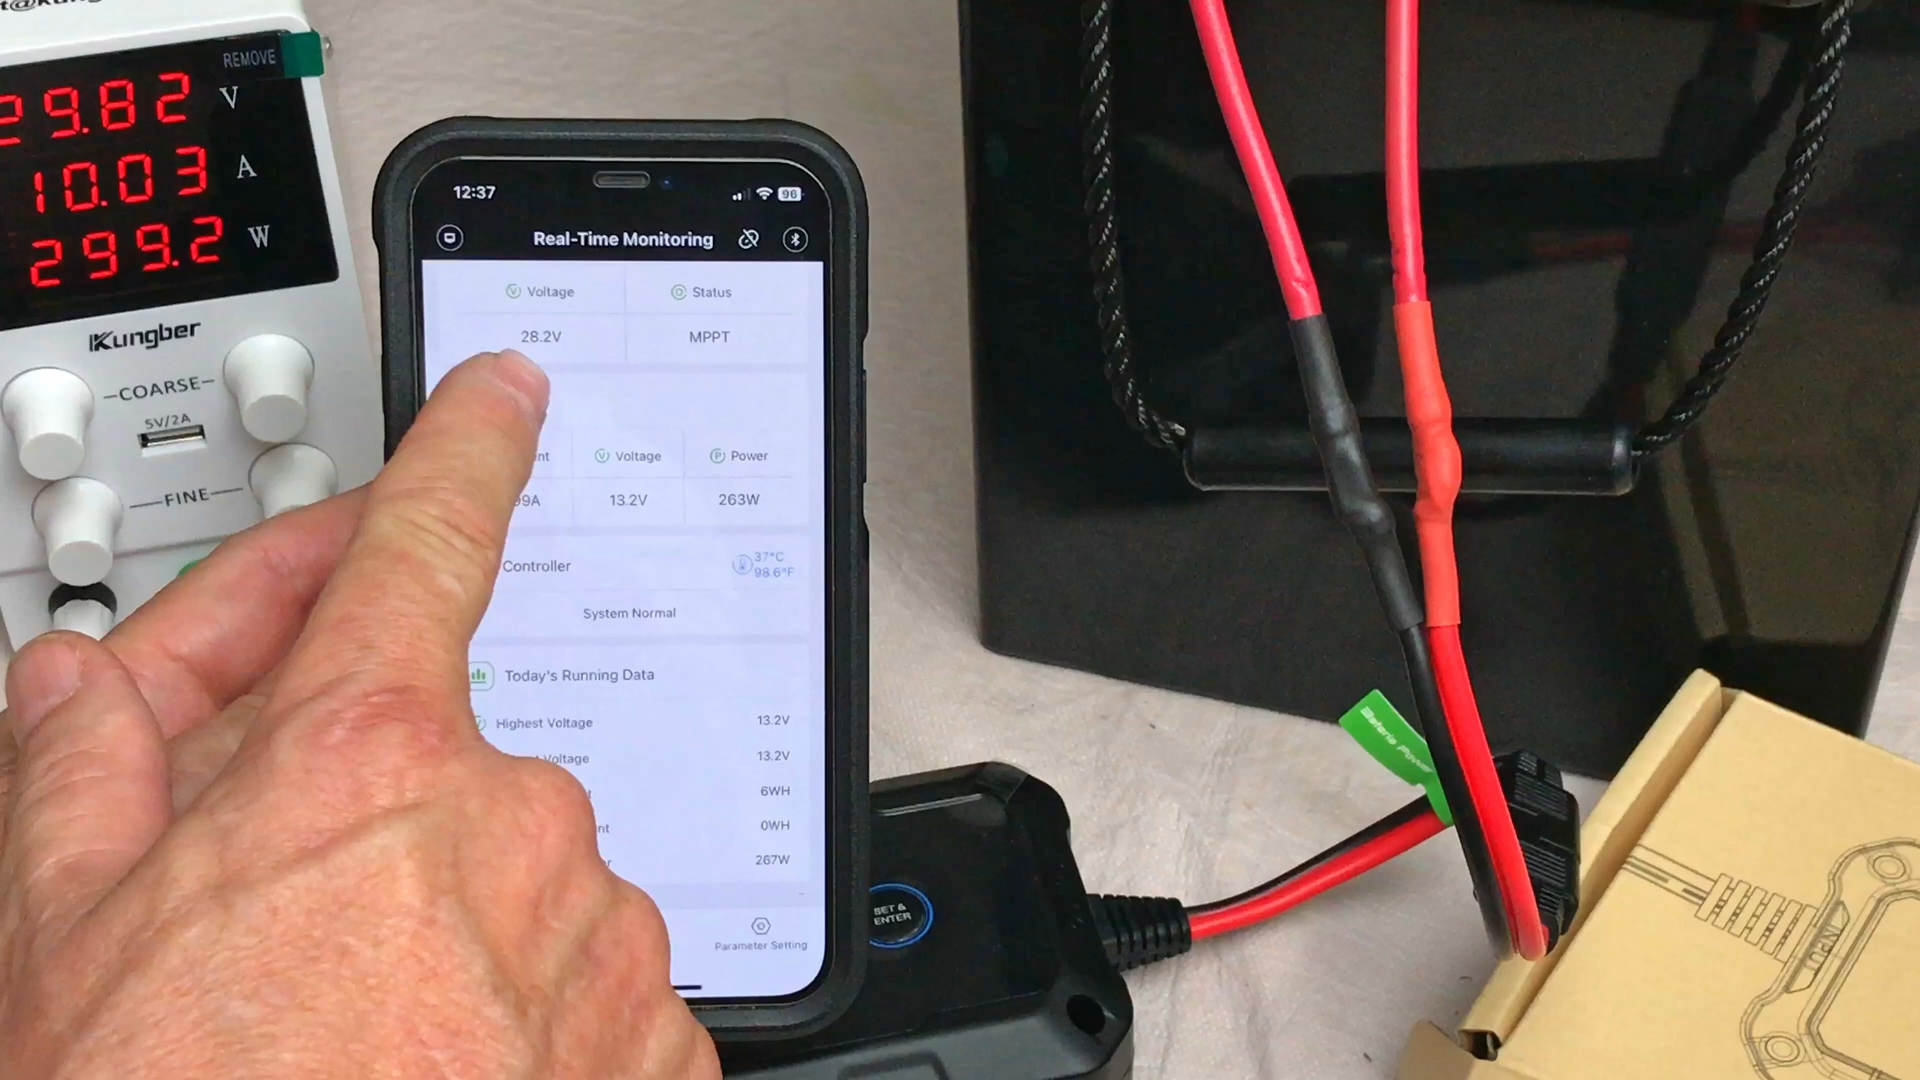 REMOVE
29.82 V
10.03 A
299.2 W
Kungber
COARSE
5V/2A
FINE
12:37
96
Real-Time Monitoring
Voltage Status
28.2V MPPT
Voltage Power
13.2V 263W
Controller 37°C
98.6°F
System Normal
Today's Running Data
Highest Voltage 13.2V
Voltage 13.2V
6WH
0WH
267W
Parameter Setting
SET &
ENTER
INPUT